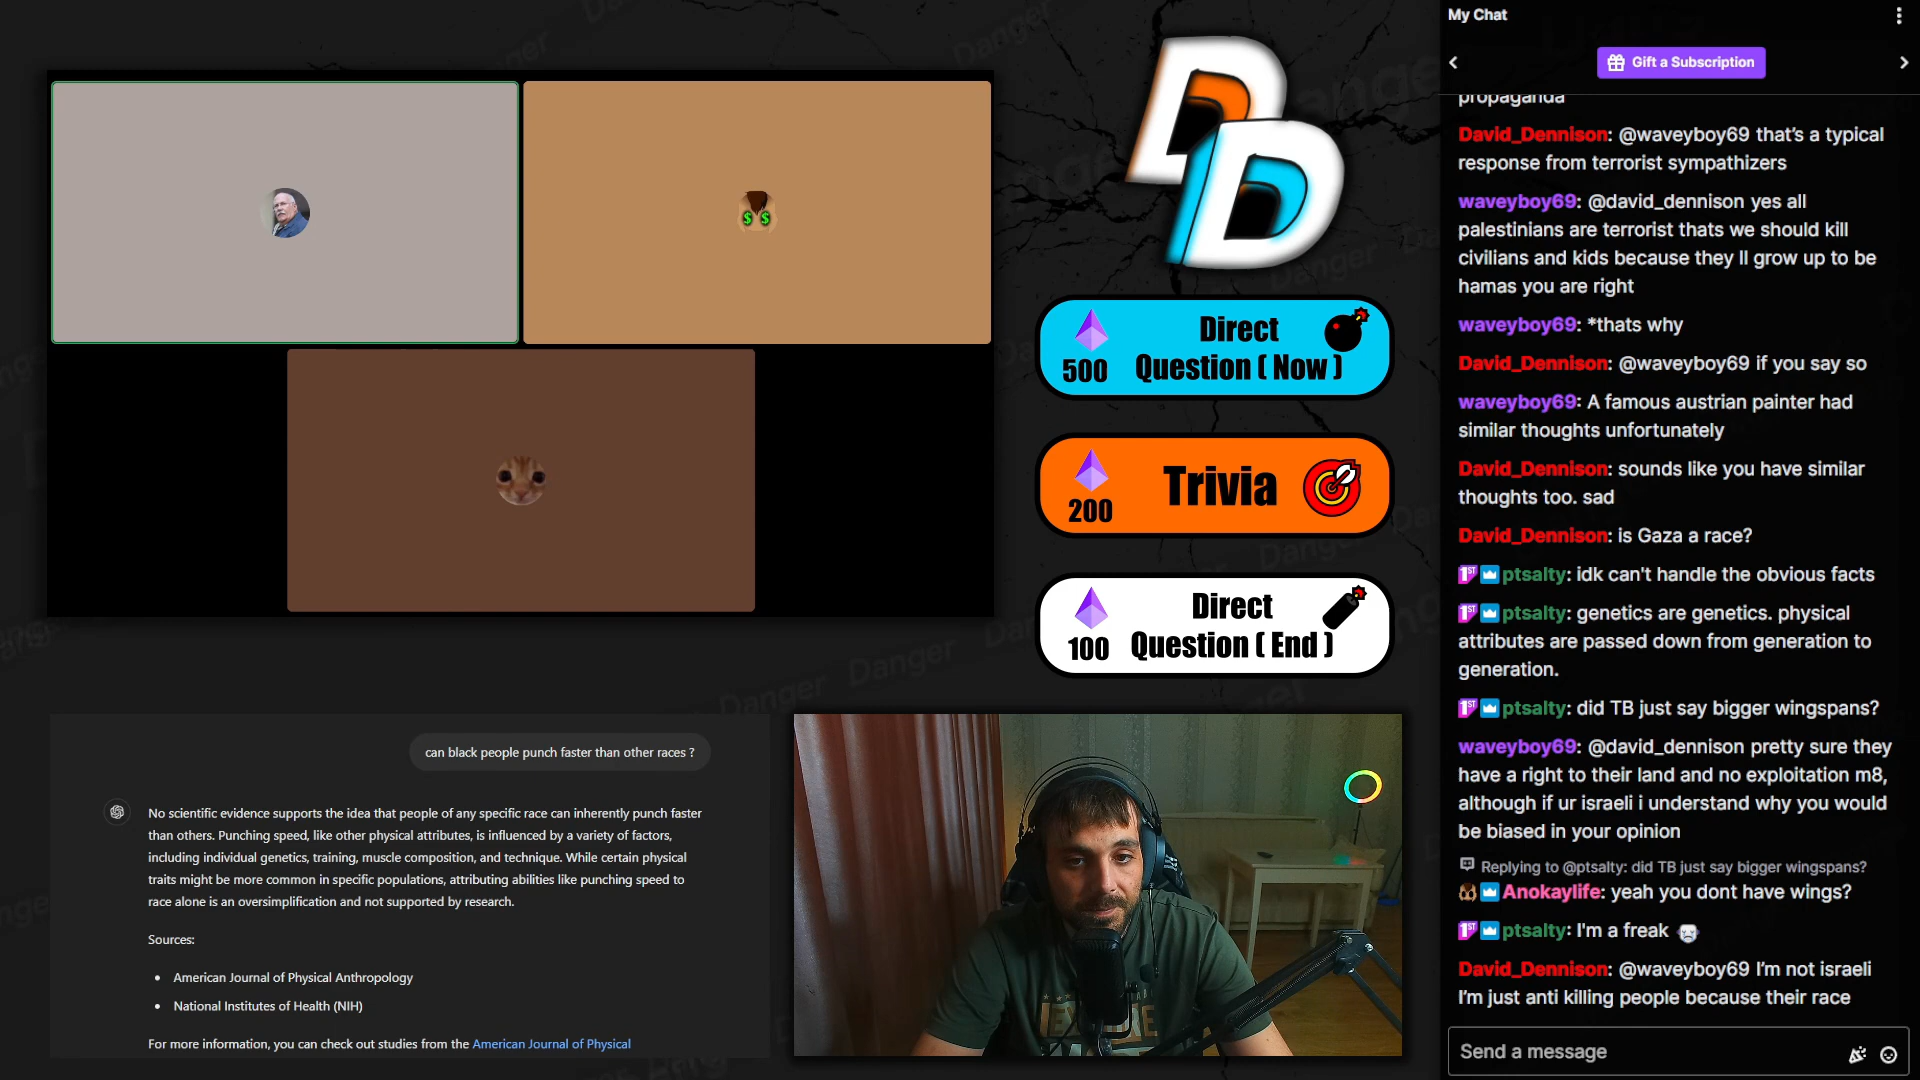 DD
500
Direct
Question ( Now )
200
Trivia
100
Direct
Question ( End )
can black people punch faster than other races ?
No scientific evidence supports the idea that people of any specific race can inherently punch faster
than others. Punching speed, like other physical attributes, is influenced by a variety of factors,
including individual genetics, training, muscle composition, and technique. While certain physical
traits might be more common in specific populations, attributing abilities like punching speed to
race alone is an oversimplification and not supported by research.
Sources:
• American Journal of Physical Anthropology
• National Institutes of Health (NIH)
For more information, you can check out studies from the American Journal of Physical
My Chat
Gift a Subscription
propaganda
David_Dennison: @waveyboy69 that's a typical
response from terrorist sympathizers
waveyboy69: @david_dennison yes all
palestinians are terrorist thats we should kill
civilians and kids because they ll grow up to be
hamas you are right
waveyboy69: *thats why
David_Dennison: @waveyboy69 if you say so
waveyboy69: A famous austrian painter had
similar thoughts unfortunately
David_Dennison: sounds like you have similar
thoughts too. sad
David_Dennison: is Gaza a race?
1ST ptsalty: idk can't handle the obvious facts
1ST ptsalty: genetics are genetics. physical
attributes are passed down from generation to
generation.
1ST ptsalty: did TB just say bigger wingspans?
waveyboy69: @david_dennison pretty sure they
have a right to their land and no exploitation m8,
although if ur israeli i understand why you would
be biased in your opinion
Replying to @ptsalty: did TB just say bigger wingspans?
Anokaylife: yeah you dont have wings?
1ST ptsalty: I'm a freak
David_Dennison: @waveyboy69 I'm not israeli
I'm just anti killing people because their race
Send a message
Danger
Danger
Danger